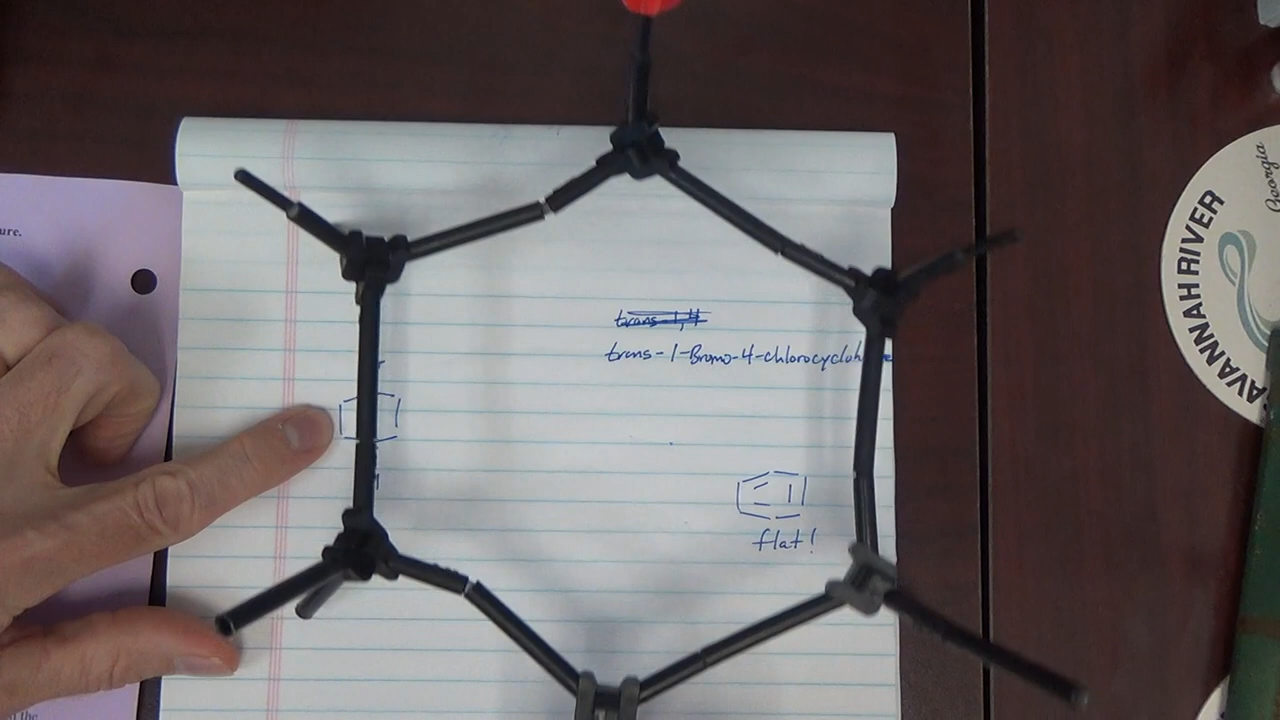 ure.
trans-1,4
trans-1-Bromo-4-chlorocycloh
flat!
SAVANNAH RIVER
Georgia